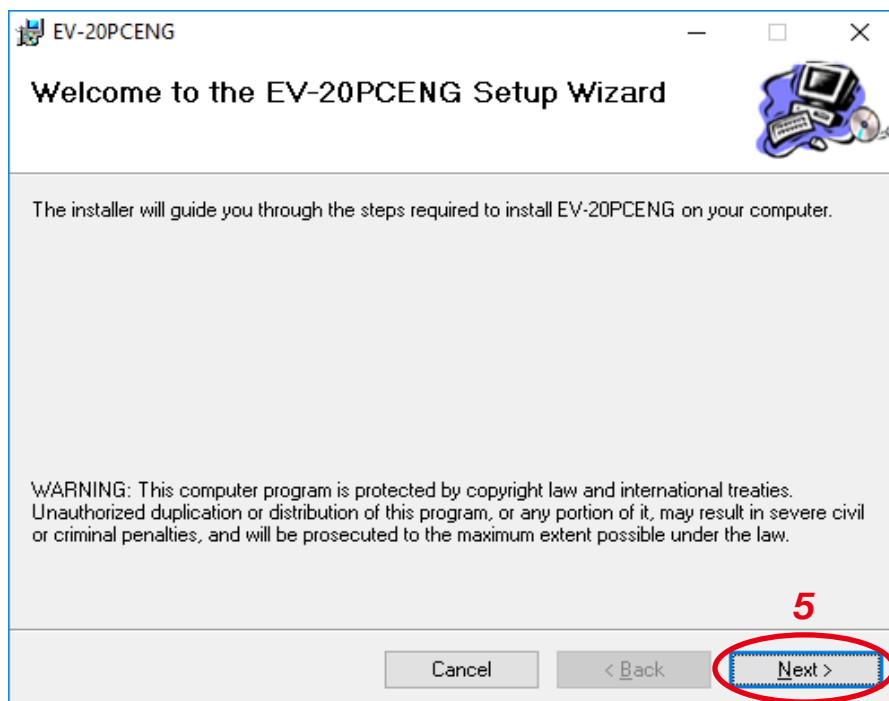 EV-20PCENG
Welcome to the EV-20PCENG Setup Wizard
The installer will guide you through the steps required to install EV-20PCENG on your computer.
WARNING: This computer program is protected by copyright law and international treaties.
Unauthorized duplication or distribution of this program, or any portion of it, may result in severe civil
or criminal penalties, and will be prosecuted to the maximum extent possible under the law.
5
Cancel < Back Next >